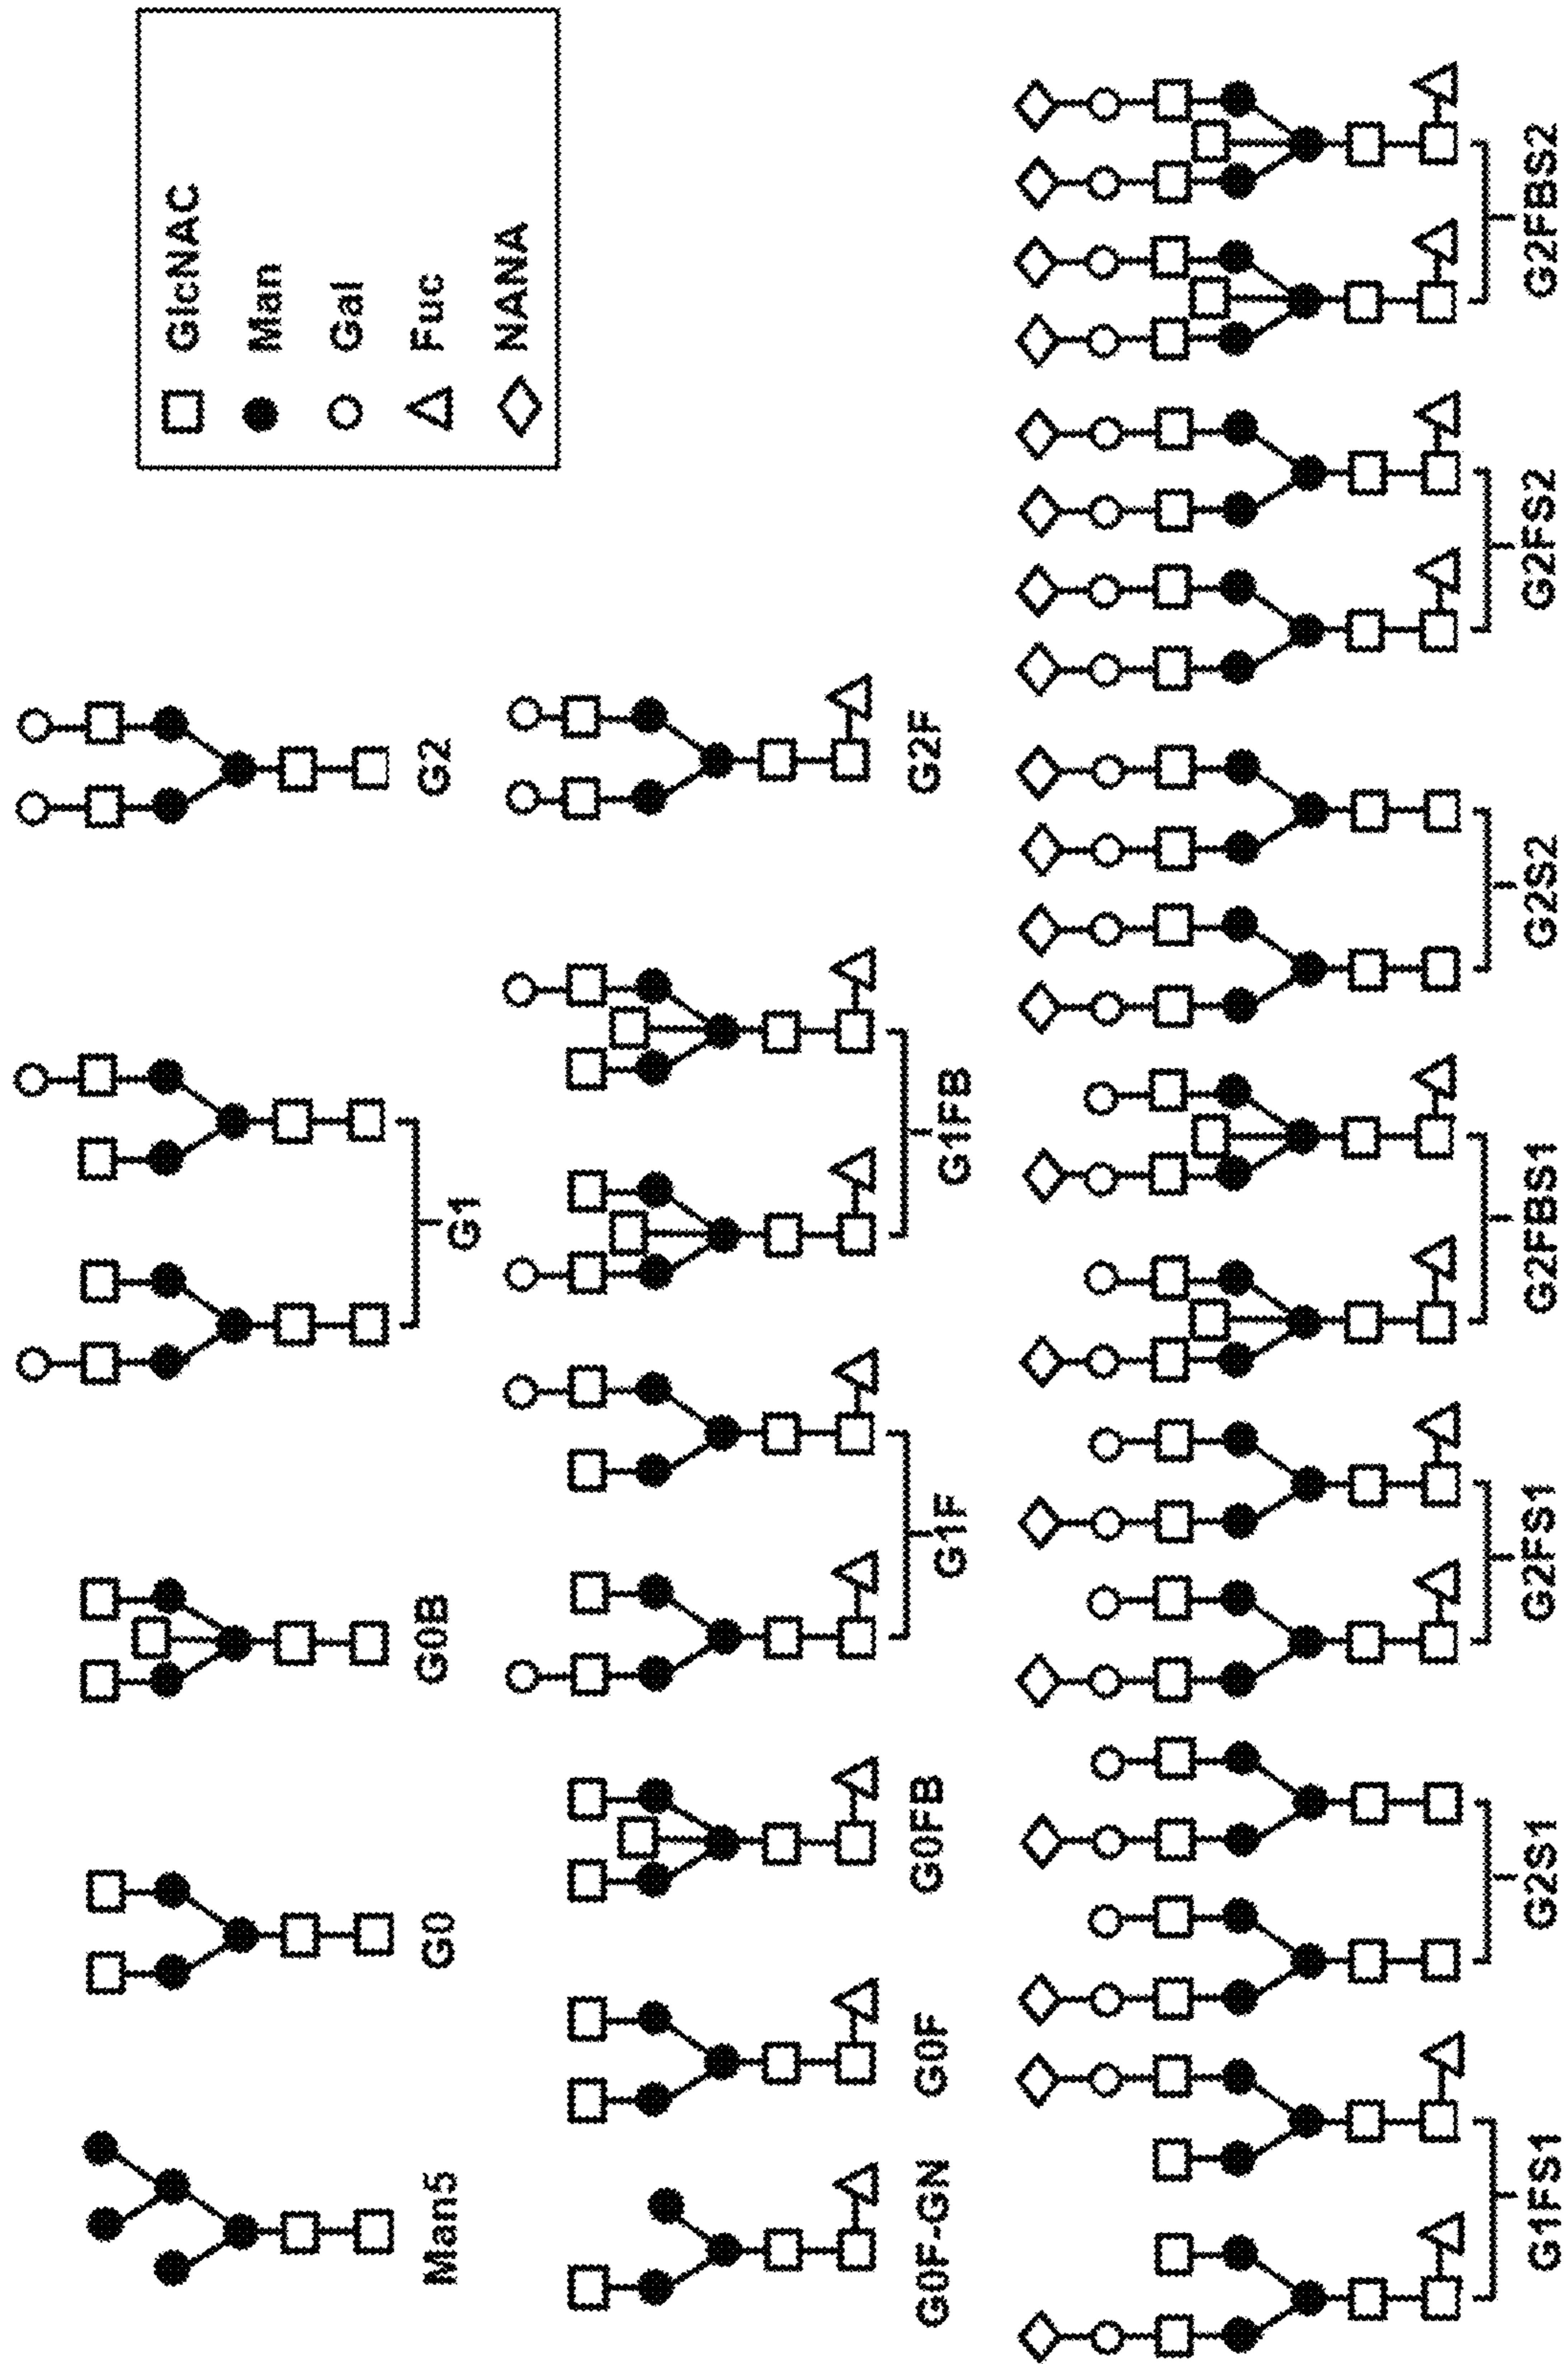 GlcNAC
Man
Gal
Fuc
NANA
Man5
G0
G0B
G1
G2
G0F-GN
G0F
G0FB
G1F
G1FB
G2F
G1FS1
G2S1
G2FS1
G2FBS1
G2S2
G2FS2
G2FBS2